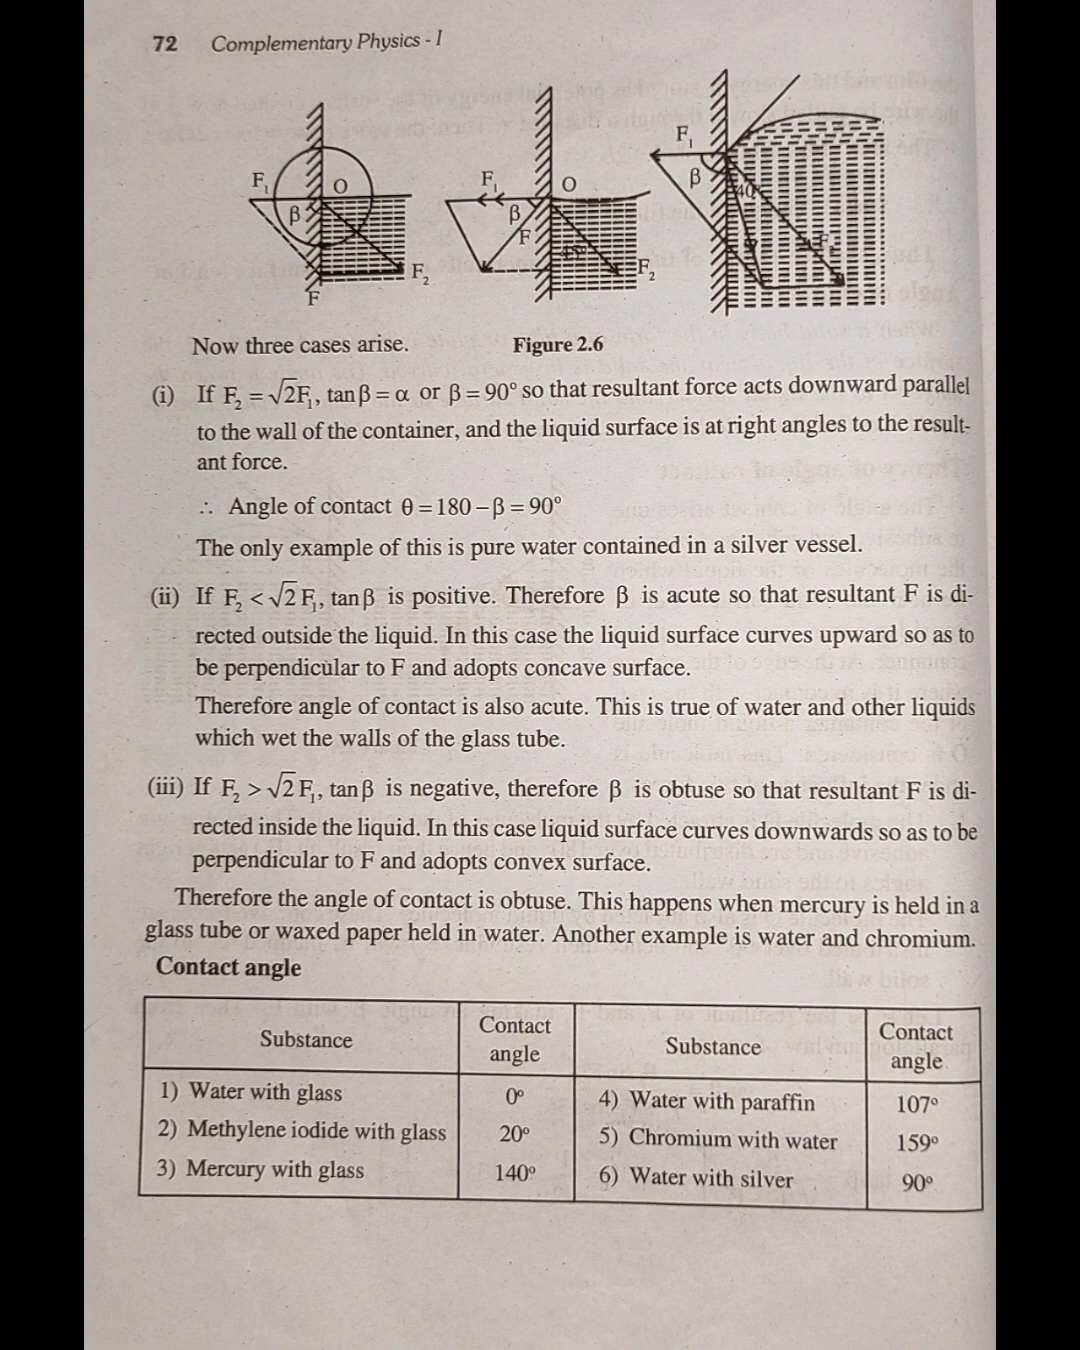 72 Complementary Physics - I
F₁ O β F₂ F
F₁ O β F 45° F₂
F₁ β 40° F₂
Now three cases arise. Figure 2.6
(i) If F₂ = √2F₁, tanβ = α or β = 90° so that resultant force acts downward parallel
to the wall of the container, and the liquid surface is at right angles to the result-
ant force.
∴ Angle of contact θ = 180 – β = 90°
The only example of this is pure water contained in a silver vessel.
(ii) If F₂ < √2 F₁, tanβ is positive. Therefore β is acute so that resultant F is di-
rected outside the liquid. In this case the liquid surface curves upward so as to
be perpendicular to F and adopts concave surface.
Therefore angle of contact is also acute. This is true of water and other liquids
which wet the walls of the glass tube.
(iii) If F₂ > √2 F₁, tanβ is negative, therefore β is obtuse so that resultant F is di-
rected inside the liquid. In this case liquid surface curves downwards so as to be
perpendicular to F and adopts convex surface.
Therefore the angle of contact is obtuse. This happens when mercury is held in a
glass tube or waxed paper held in water. Another example is water and chromium.
Contact angle
Substance Contact angle Substance Contact angle
1) Water with glass 0° 4) Water with paraffin 107°
2) Methylene iodide with glass 20° 5) Chromium with water 159°
3) Mercury with glass 140° 6) Water with silver 90°